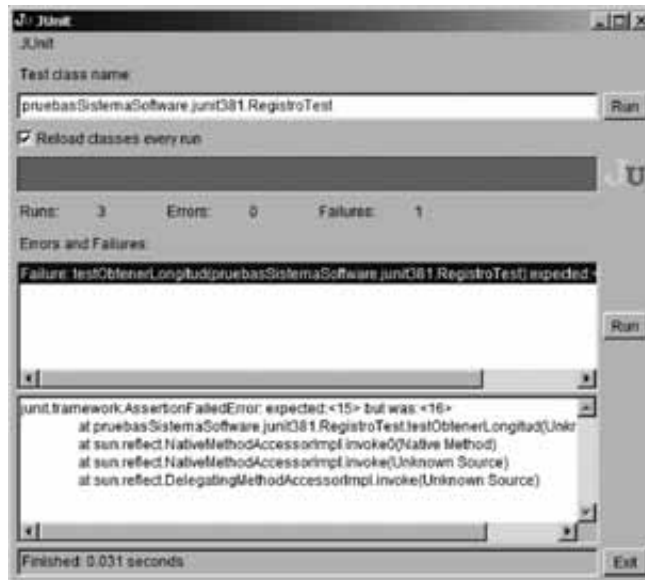 JUnit
JUnit
Test class name:
pruebasSistemaSoftware.junit381.RegistroTest
Run
Reload classes every run
JU
Runs: 3 Errors: 0 Failures: 1
Errors and Failures:
Failure: testObtenerLongitud(pruebasSistemaSoftware.junit381.RegistroTest) expected:<
Run
junit.framework.AssertionFailedError: expected:<15> but was:<16>
at pruebasSistemaSoftware.junit381.RegistroTest.testObtenerLongitud(Unkr
at sun.reflect.NativeMethodAccessorImpl.invoke0(Native Method)
at sun.reflect.NativeMethodAccessorImpl.invoke(Unknown Source)
at sun.reflect.DelegatingMethodAccessorImpl.invoke(Unknown Source)
Finished: 0.031 seconds
Exit